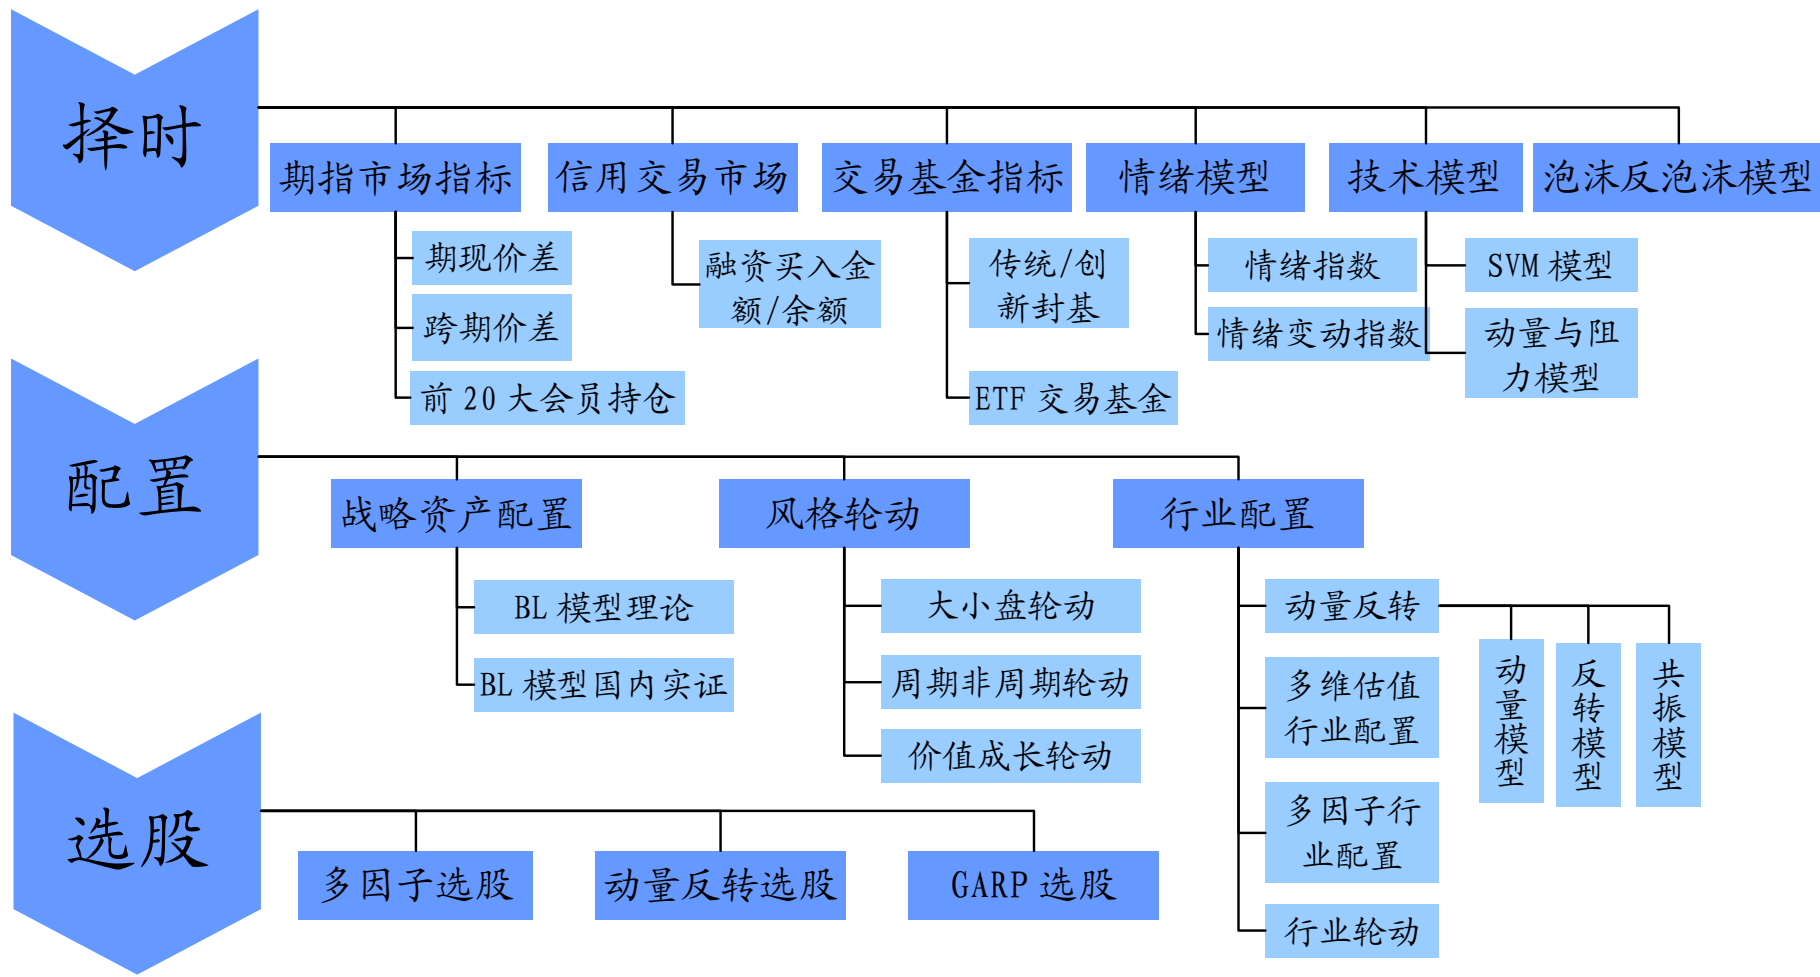 择时
期指市场指标
信用交易市场
交易基金指标
情绪模型
技术模型
泡沫反泡沫模型
期现价差
跨期价差
前 20 大会员持仓
融资买入金
额/余额
传统/创
新封基
ETF 交易基金
情绪指数
情绪变动指数
SVM 模型
动量与阻
力模型
配置
战略资产配置
风格轮动
行业配置
BL 模型理论
BL 模型国内实证
大小盘轮动
周期非周期轮动
价值成长轮动
动量反转
多维估值
行业配置
多因子行
业配置
行业轮动
动量模型
反转模型
共振模型
选股
多因子选股
动量反转选股
GARP 选股